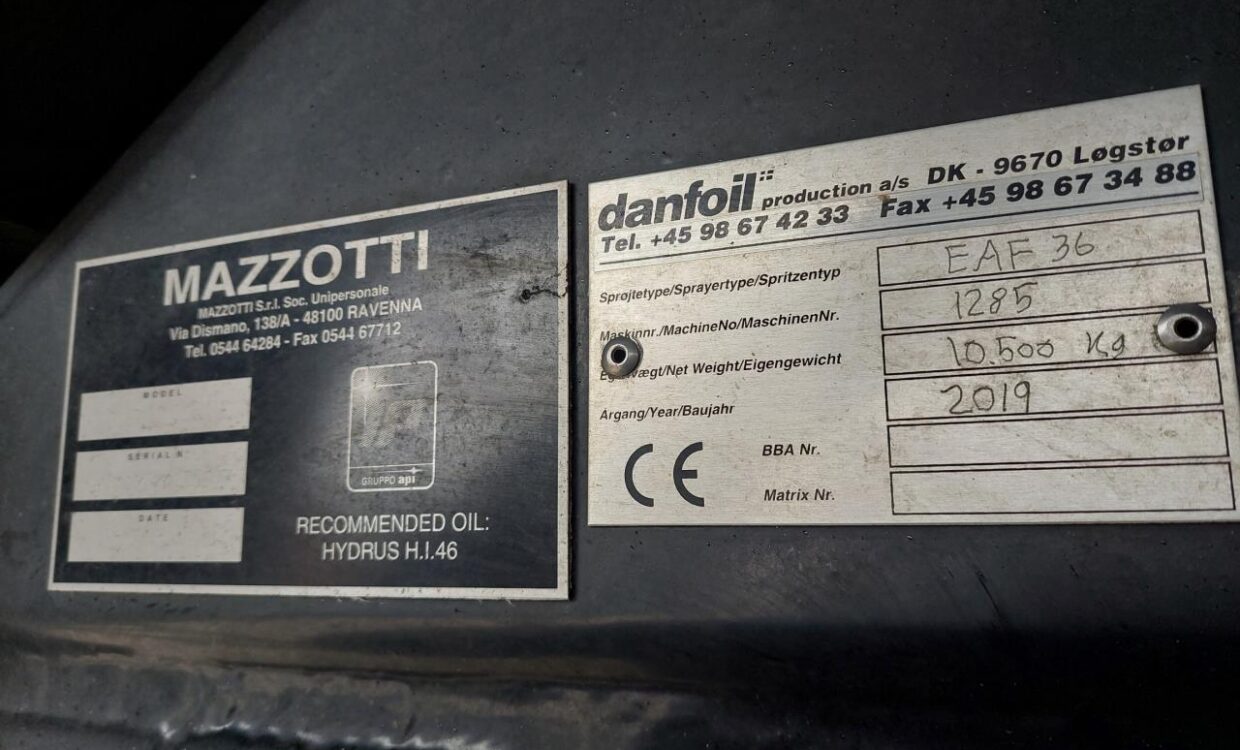 MAZZOTTI
MAZZOTTI S.r.l. Soc. Unipersonale
Via Dismano, 138/A - 48100 RAVENNA
Tel. 0544 64284 - Fax 0544 67712
MODEL
SERIAL N°
DATE
GRUPPO api
RECOMMENDED OIL:
HYDRUS H.I.46
danfoil production a/s DK - 9670 Løgstør
Tel. +45 98 67 42 33 Fax +45 98 67 34 88
Sprøjtetype/Sprayertype/Spritzentyp EAF 36
Maskinnr./MachineNo/MaschinenNr. 1285
/Net Weight/Eigengewicht 10.500 Kg
Argang/Year/Baujahr 2019
CE
BBA Nr.
Matrix Nr.